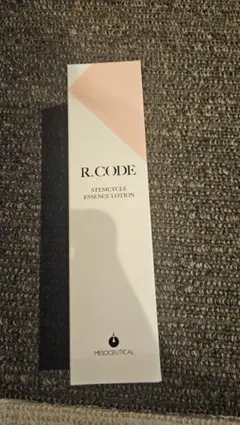 R.CODE
STEMCYCLE
ESSENCE LOTION
MESOCEUTICAL